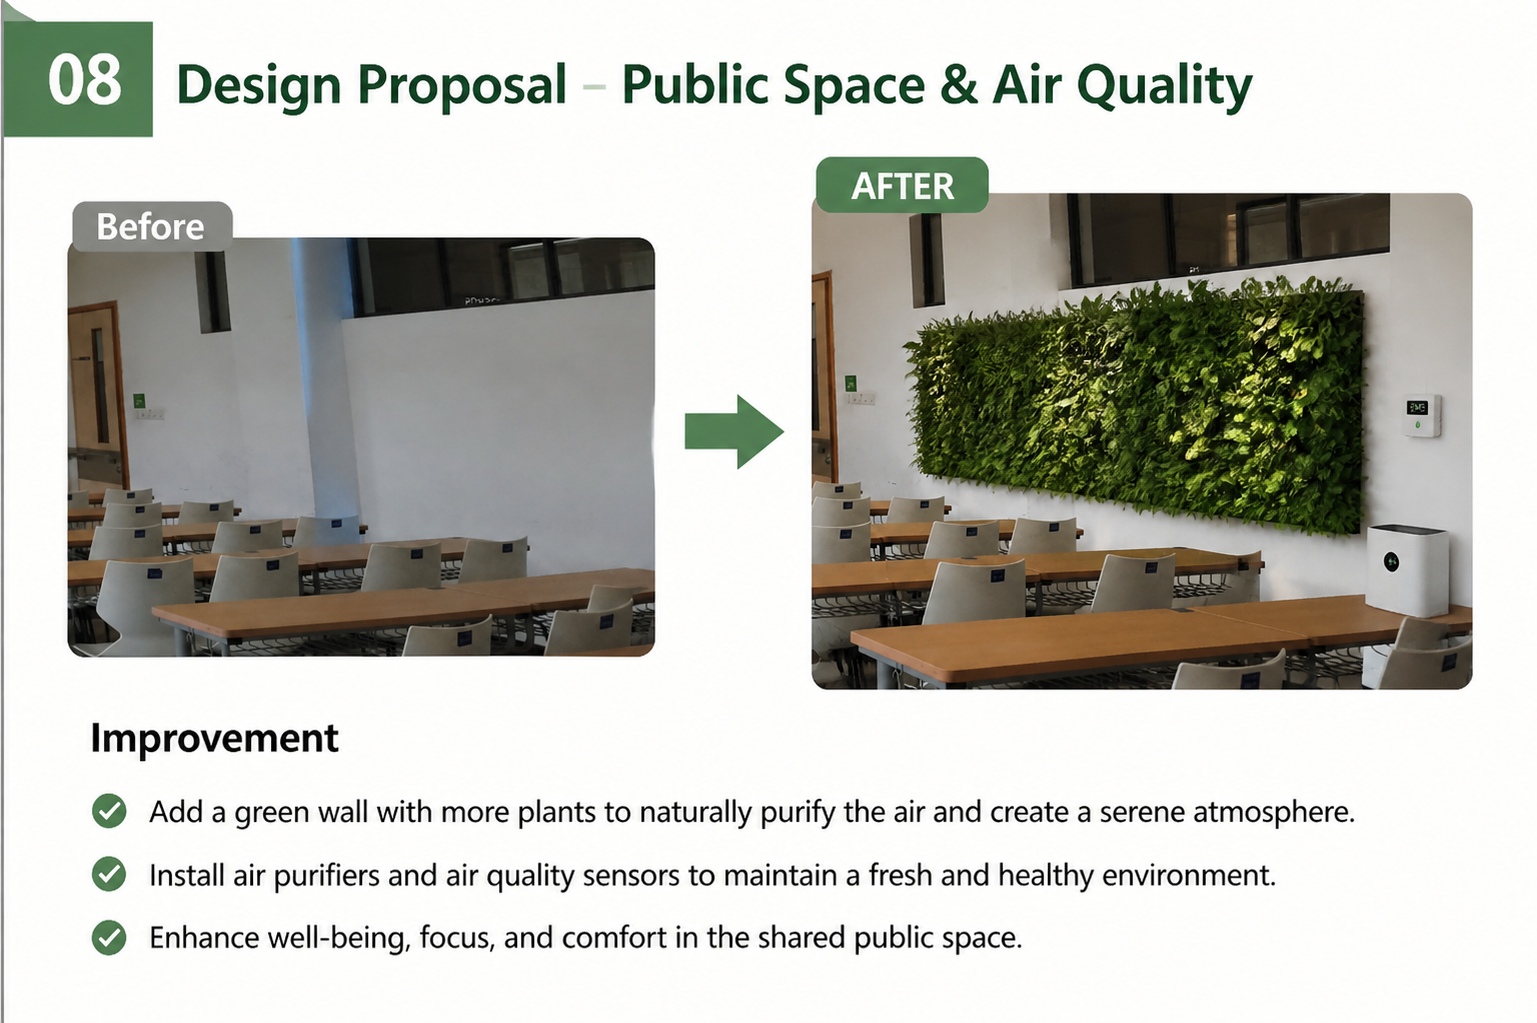 08
Design Proposal – Public Space & Air Quality
Before
AFTER
Improvement
Add a green wall with more plants to naturally purify the air and create a serene atmosphere.
Install air purifiers and air quality sensors to maintain a fresh and healthy environment.
Enhance well-being, focus, and comfort in the shared public space.